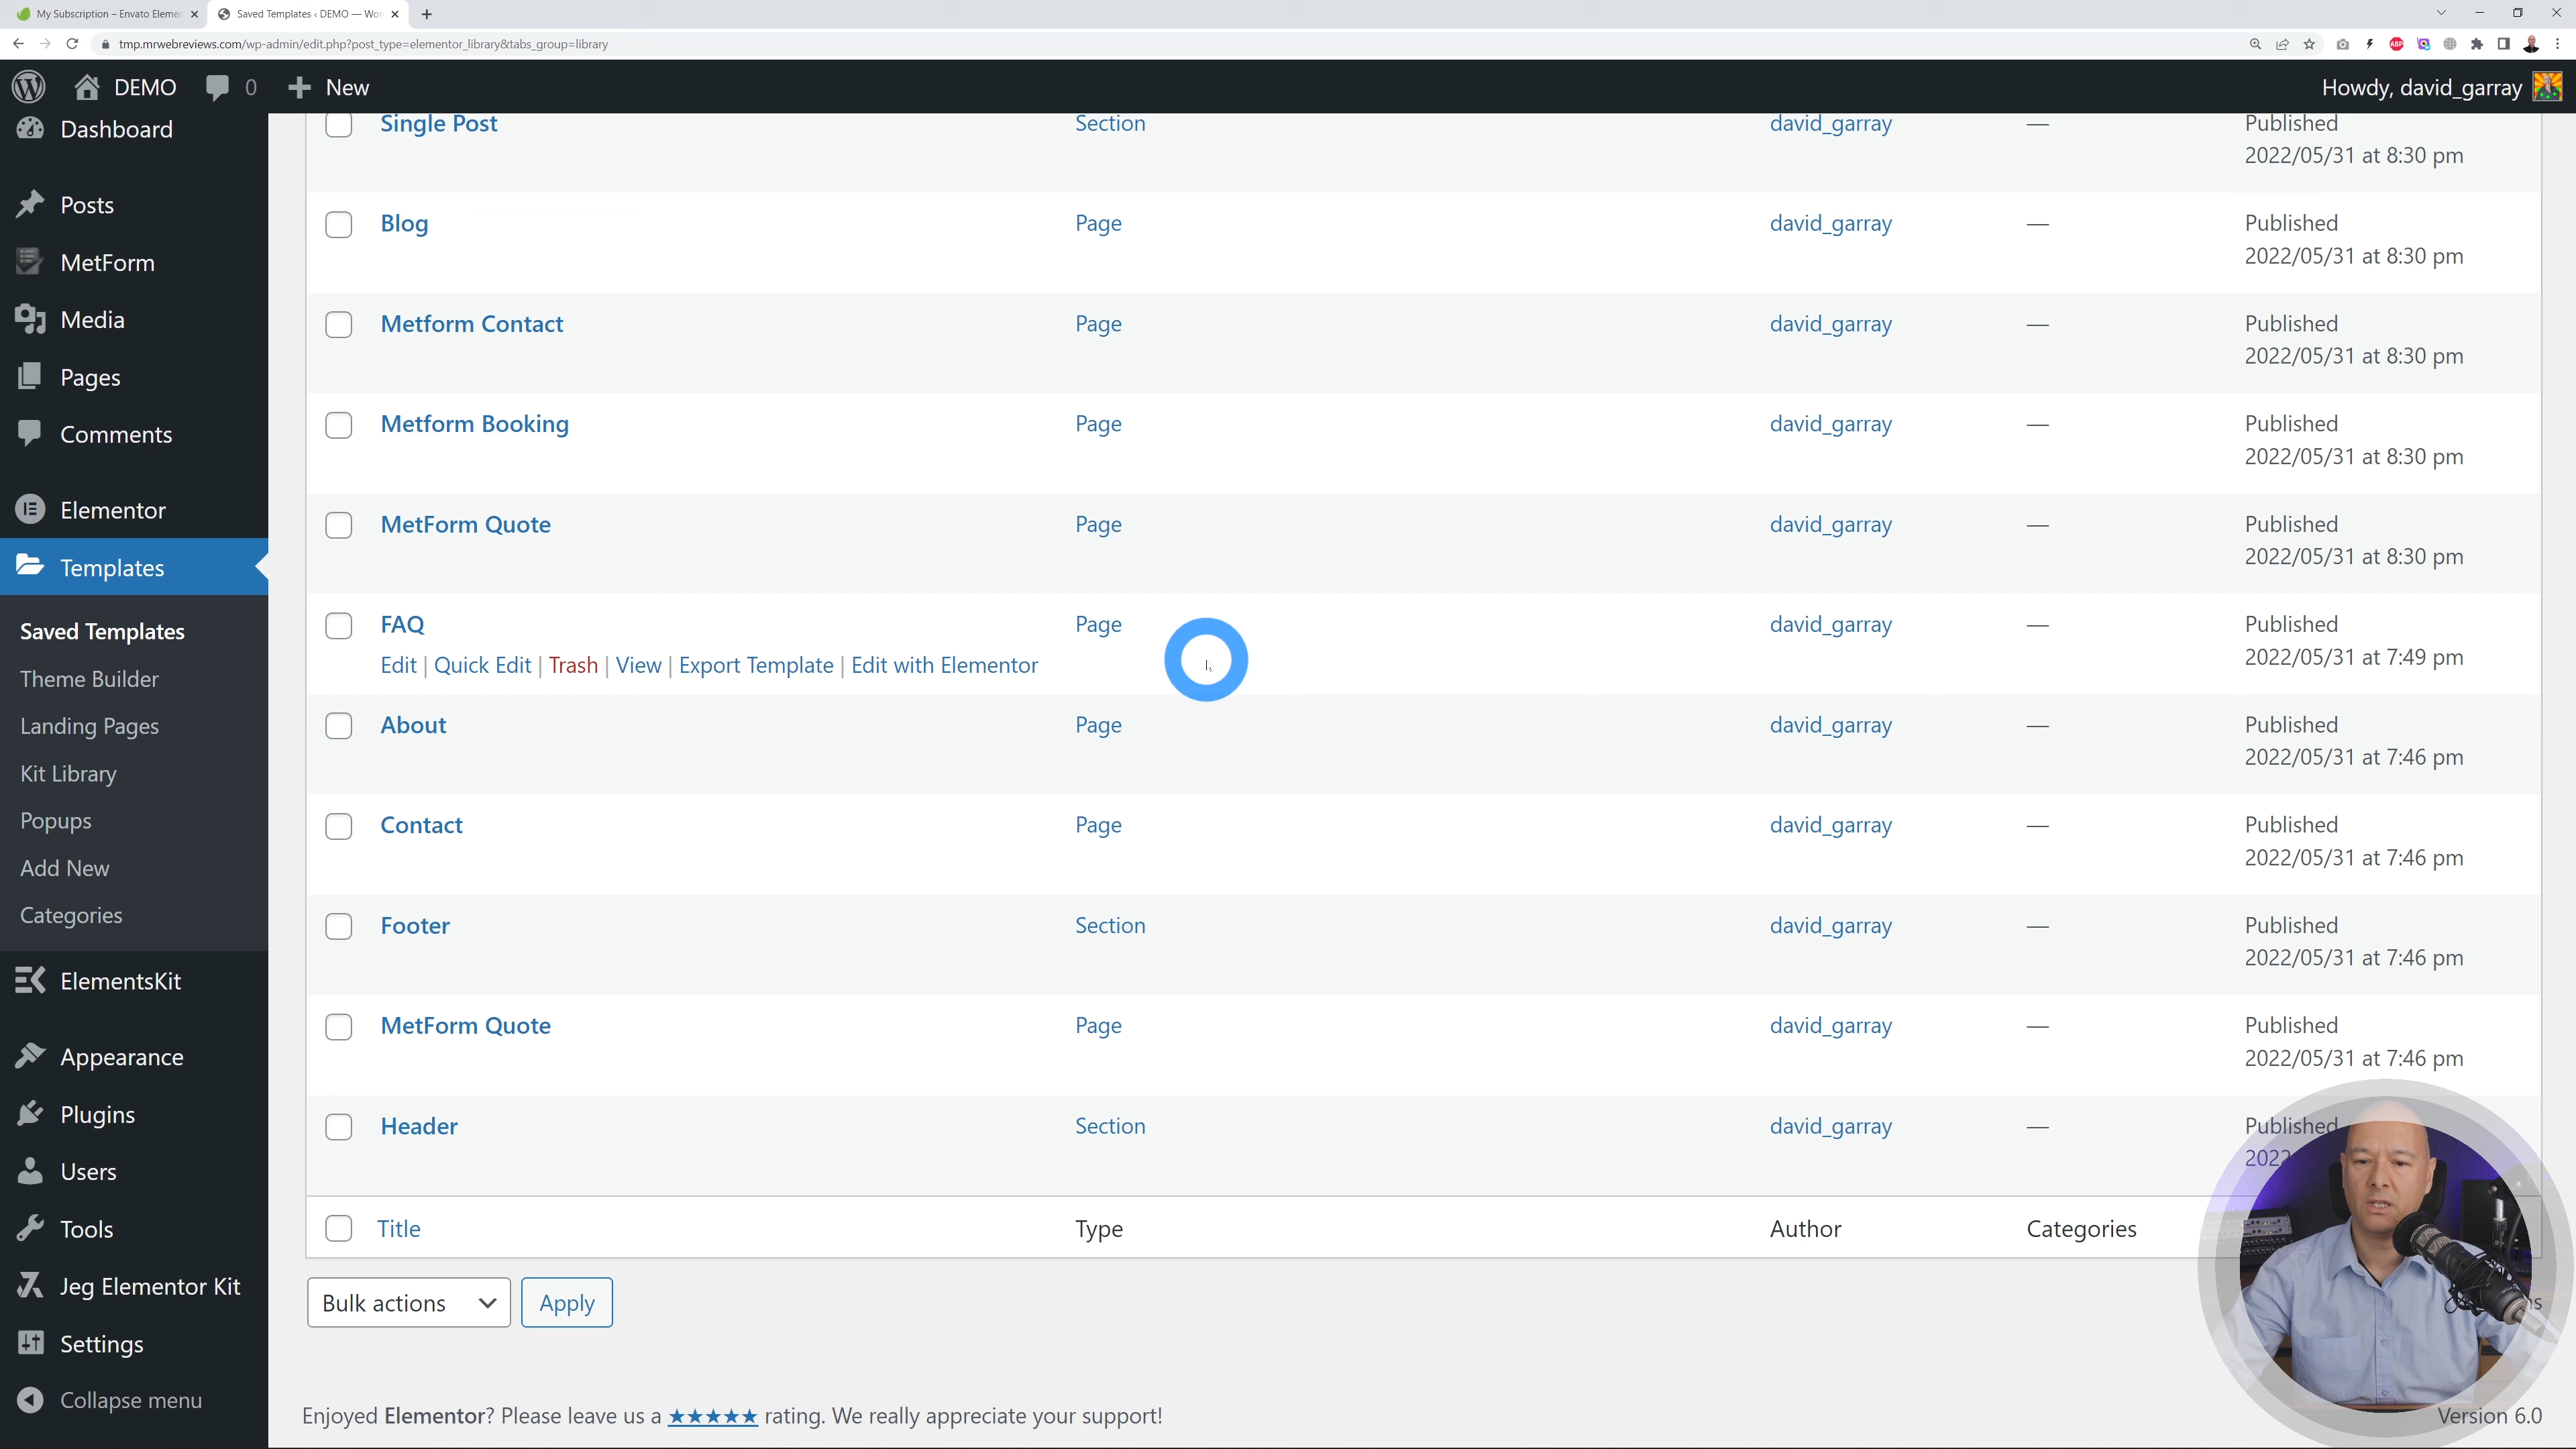 My Subscription – Envato Elemen
Saved Templates ‹ DEMO — Wor
tmp.mrwebreviews.com/wp-admin/edit.php?post_type=elementor_library&tabs_group=library
ABP
DEMO
0
New
Howdy, david_garray
Dashboard
Posts
MetForm
Media
Pages
Comments
Elementor
Templates
Saved Templates
Theme Builder
Landing Pages
Kit Library
Popups
Add New
Categories
ElementsKit
Appearance
Plugins
Users
Tools
Jeg Elementor Kit
Settings
Collapse menu
Single Post Section david_garray — Published
2022/05/31 at 8:30 pm
Blog Page david_garray — Published
2022/05/31 at 8:30 pm
Metform Contact Page david_garray — Published
2022/05/31 at 8:30 pm
Metform Booking Page david_garray — Published
2022/05/31 at 8:30 pm
MetForm Quote Page david_garray — Published
2022/05/31 at 8:30 pm
FAQ Page david_garray — Published
Edit | Quick Edit | Trash | View | Export Template | Edit with Elementor 2022/05/31 at 7:49 pm
About Page david_garray — Published
2022/05/31 at 7:46 pm
Contact Page david_garray — Published
2022/05/31 at 7:46 pm
Footer Section david_garray — Published
2022/05/31 at 7:46 pm
MetForm Quote Page david_garray — Published
2022/05/31 at 7:46 pm
Header Section david_garray — Published
2022
Title Type Author Categories
Bulk actions Apply
Enjoyed Elementor? Please leave us a ★★★★★ rating. We really appreciate your support!
Version 6.0